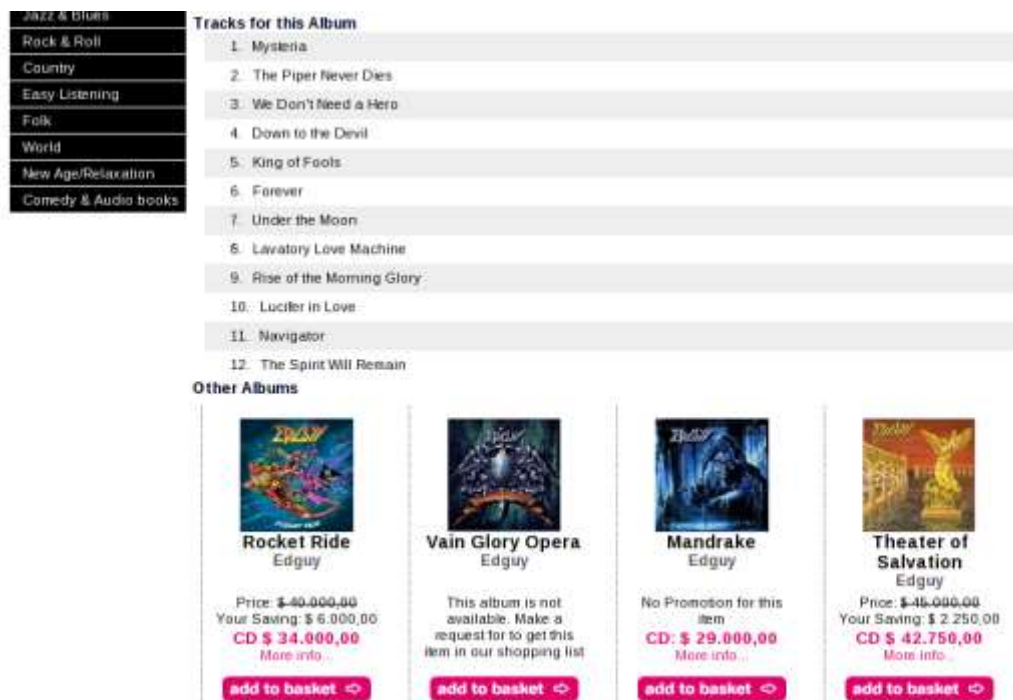 Jazz & Blues
Rock & Roll
Country
Easy Listening
Folk
World
New Age/Relaxation
Comedy & Audio books
Tracks for this Album
1. Mysteria
2. The Piper Never Dies
3. We Don't Need a Hero
4. Down to the Devil
5. King of Fools
6. Forever
7. Under the Moon
8. Lavatory Love Machine
9. Rise of the Morning Glory
10. Lucifer in Love
11. Navigator
12. The Spirit Will Remain
Other Albums
EDGUY
Rocket Ride
Edguy
Price: $ 40.000,00
Your Saving: $ 6.000,00
CD $ 34.000,00
More info...
add to basket
EDGUY
Vain Glory Opera
Edguy
This album is not
available. Make a
request for to get this
item in our shopping list
add to basket
EDGUY
Mandrake
Edguy
No Promotion for this
item
CD: $ 29.000,00
More info...
add to basket
EDGUY
Theater of
Salvation
Edguy
Price: $ 45.000,00
Your Saving: $ 2.250,00
CD $ 42.750,00
More info...
add to basket